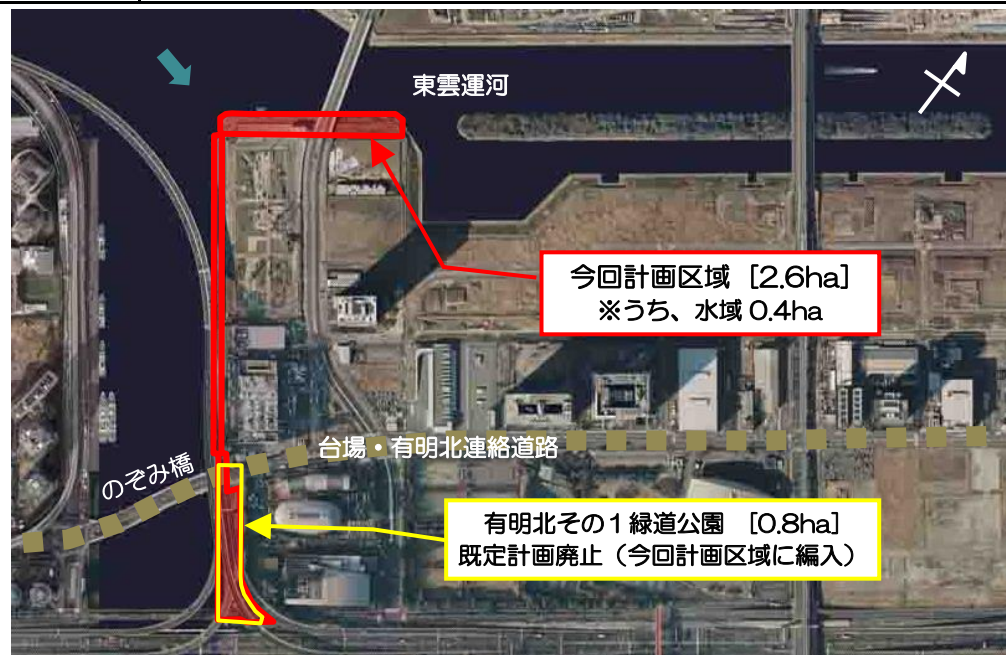 東雲運河
今回計画区域 [2.6ha]
※うち、水域 0.4ha
台場・有明北連絡道路
のぞみ橋
有明北その1緑道公園 [0.8ha]
既定計画廃止（今回計画区域に編入）